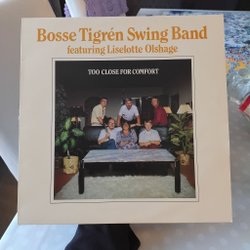 Bosse Tigrén Swing Band
featuring Liselotte Olshage
TOO CLOSE FOR COMFORT